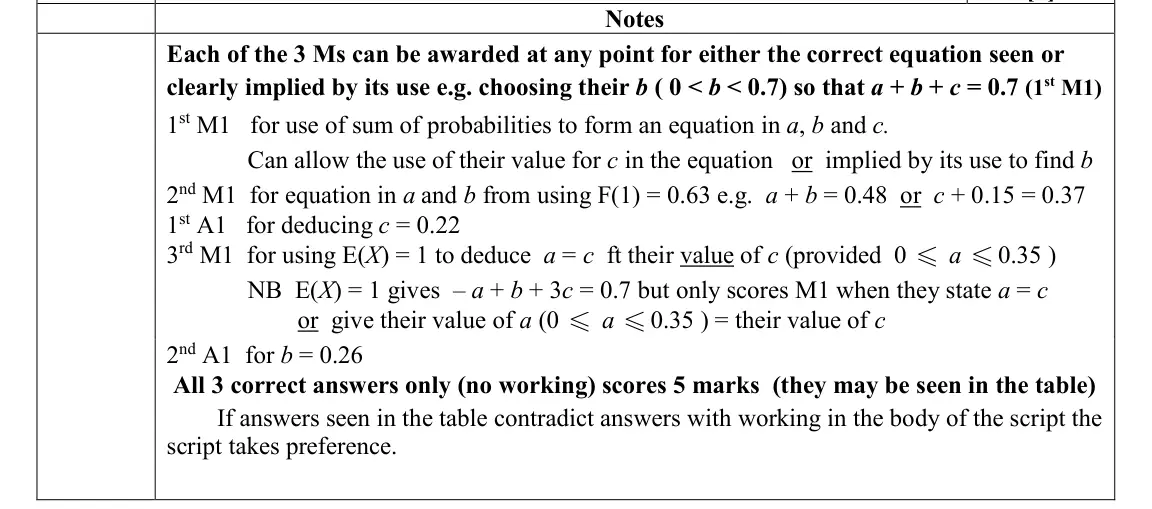 Notes
Each of the 3 Ms can be awarded at any point for either the correct equation seen or
clearly implied by its use e.g. choosing their b ( 0 < b < 0.7) so that a + b + c = 0.7 (1st M1)
1st M1 for use of sum of probabilities to form an equation in a, b and c.
Can allow the use of their value for c in the equation or implied by its use to find b
2nd M1 for equation in a and b from using F(1) = 0.63 e.g. a + b = 0.48 or c + 0.15 = 0.37
1st A1 for deducing c = 0.22
3rd M1 for using E(X) = 1 to deduce a = c ft their value of c (provided 0 ⩽ a ⩽ 0.35 )
NB E(X) = 1 gives – a + b + 3c = 0.7 but only scores M1 when they state a = c
or give their value of a (0 ⩽ a ⩽ 0.35 ) = their value of c
2nd A1 for b = 0.26
All 3 correct answers only (no working) scores 5 marks (they may be seen in the table)
If answers seen in the table contradict answers with working in the body of the script the
script takes preference.